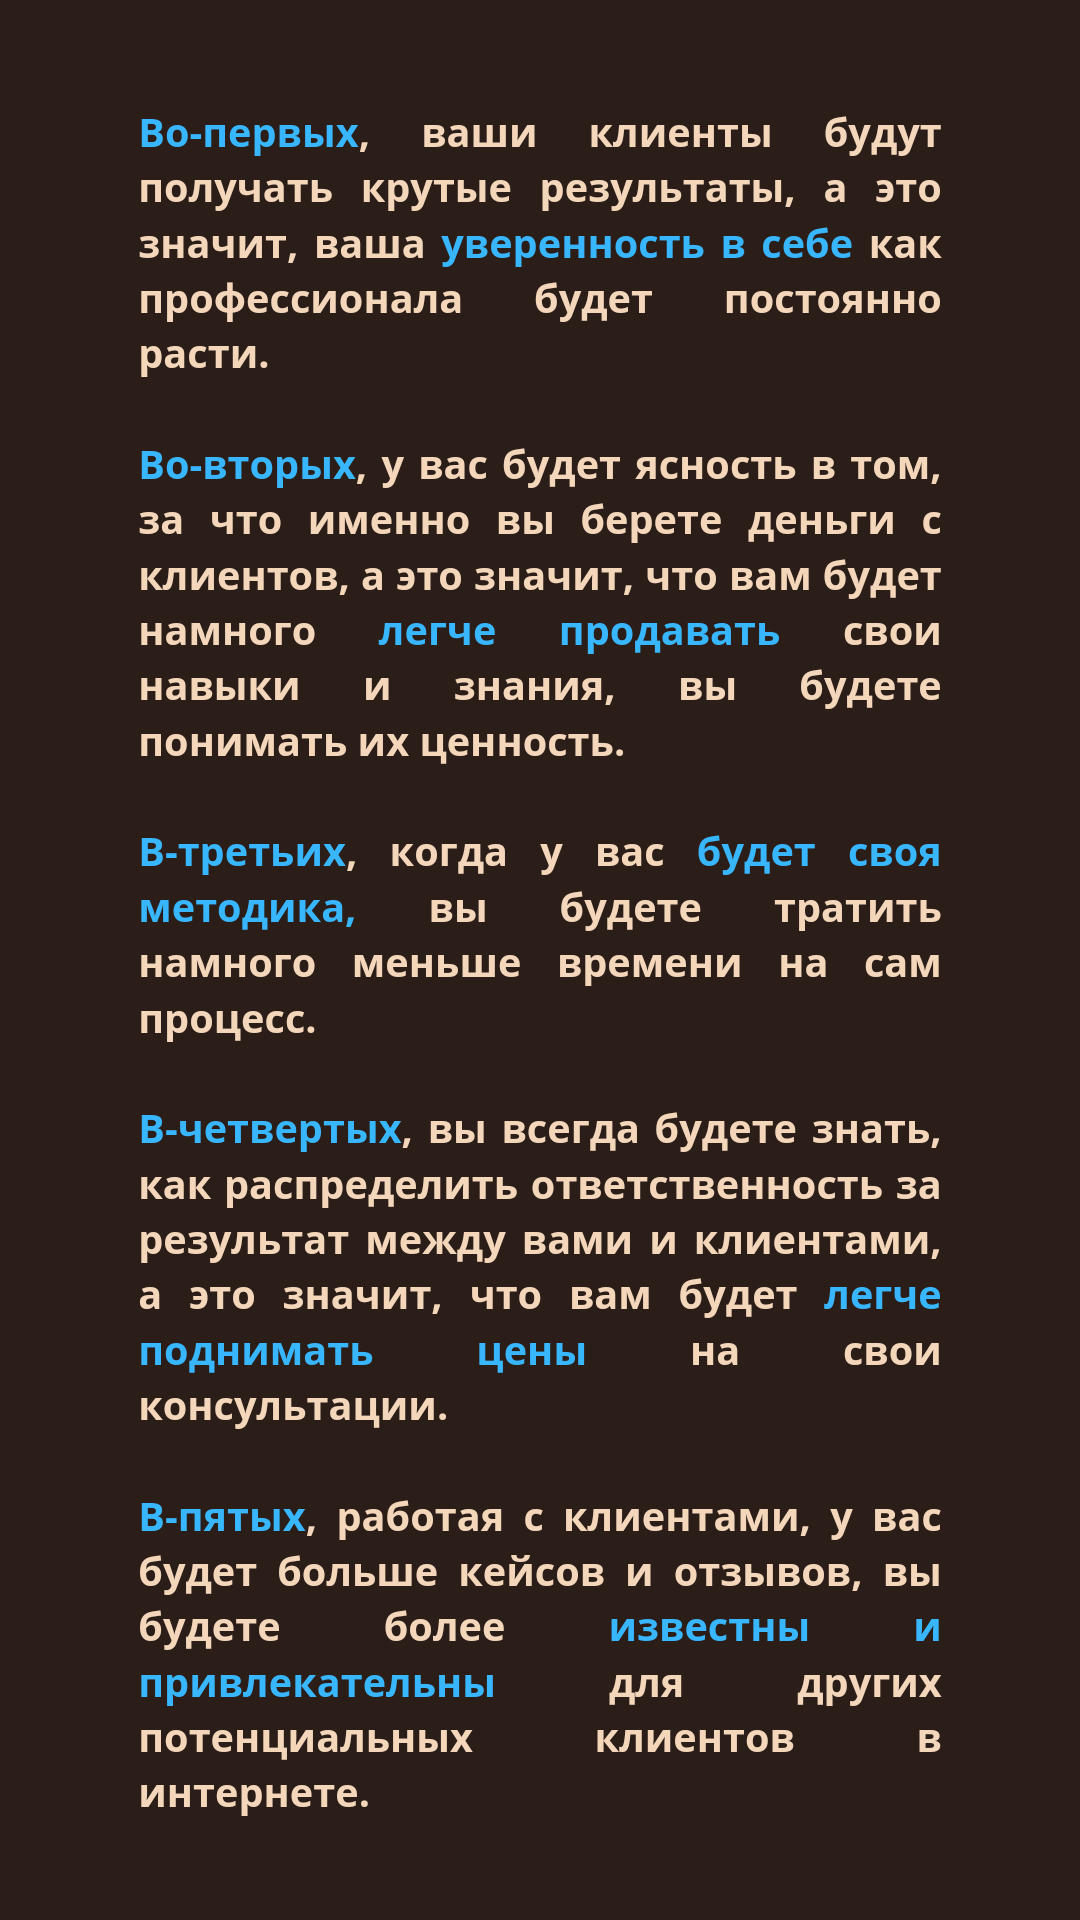 Во-первых, ваши клиенты будут
получать крутые результаты, а это
значит, ваша уверенность в себе как
профессионала будет постоянно
расти.
Во-вторых, у вас будет ясность в том,
за что именно вы берете деньги с
клиентов, а это значит, что вам будет
намного легче продавать свои
навыки и знания, вы будете
понимать их ценность.
В-третьих, когда у вас будет своя
методика, вы будете тратить
намного меньше времени на сам
процесс.
В-четвертых, вы всегда будете знать,
как распределить ответственность за
результат между вами и клиентами,
а это значит, что вам будет легче
поднимать цены на свои
консультации.
В-пятых, работая с клиентами, у вас
будет больше кейсов и отзывов, вы
будете более известны и
привлекательны для других
потенциальных клиентов в
интернете.